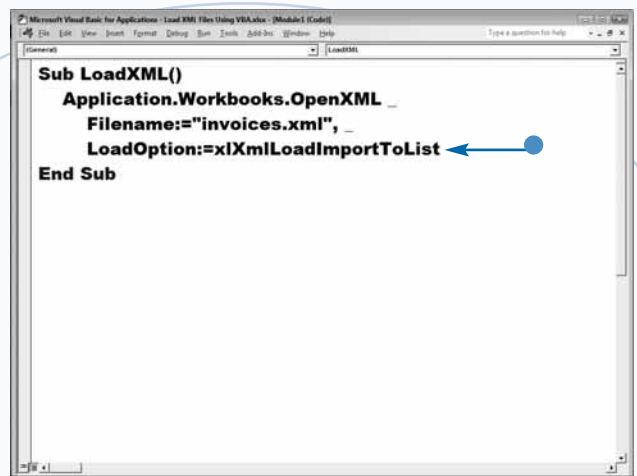 Microsoft Visual Basic for Applications - Load XML Files Using VBA.xlsx - [Module1 (Code)]
File Edit View Insert Format Debug Run Tools Add-Ins Window Help Type a question for help
(General) LoadXML
Sub LoadXML()
Application.Workbooks.OpenXML _
Filename:="invoices.xml", _
LoadOption:=xlXmlLoadImportToList
End Sub